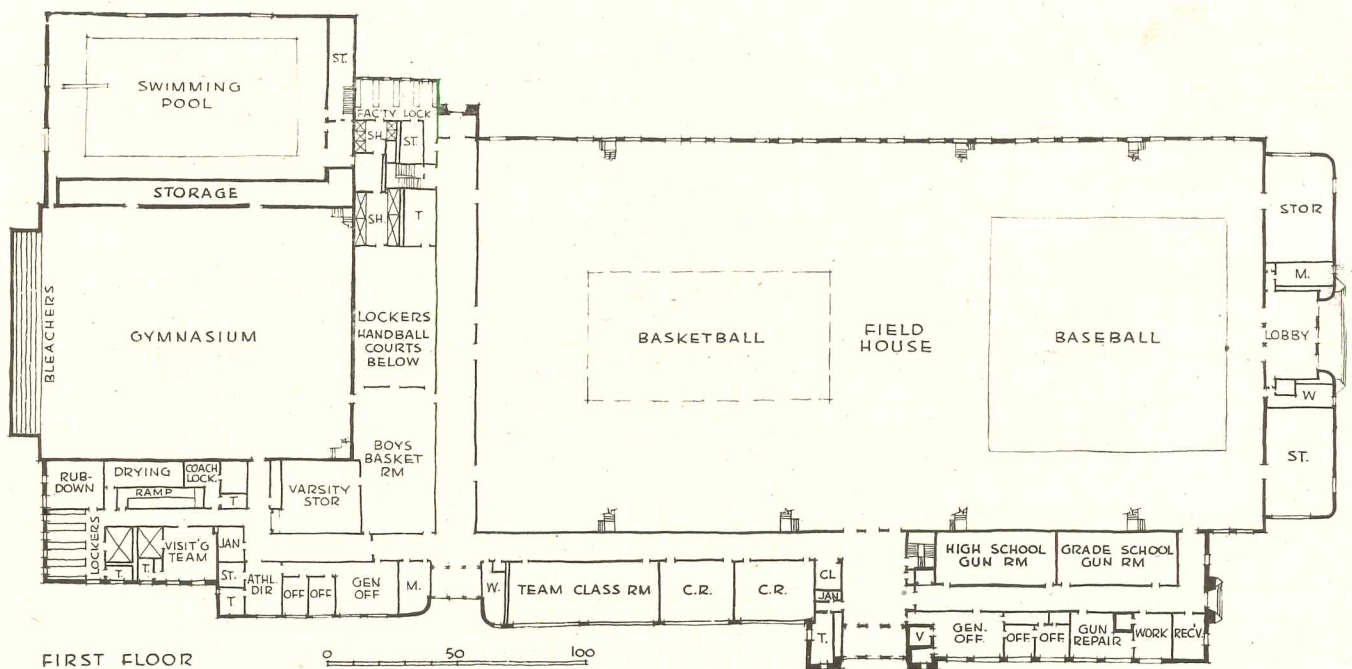 SWIMMING
POOL
ST.
FAC'TY LOCK
SH.
ST.
STORAGE
SH.
T
BLEACHERS
GYMNASIUM
LOCKERS
HANDBALL
COURTS
BELOW
BASKETBALL
FIELD
HOUSE
BASEBALL
STOR
M.
LOBBY
W
ST.
BOYS
BASKET
RM
RUB-
DOWN
DRYING
COACH
LOCK.
RAMP
T
VARSITY
STOR
LOCKERS
T.
T.
VISIT'G
TEAM
JAN
ST.
T
ATHL.
DIR
OFF
OFF
GEN
OFF
M.
W.
TEAM CLASS RM
C.R.
C.R.
CL
JAN
T.
HIGH SCHOOL
GUN RM
GRADE SCHOOL
GUN RM
V
GEN.
OFF.
OFF.
OFF.
GUN
REPAIR
WORK
REC'V.
FIRST FLOOR
0 50 100